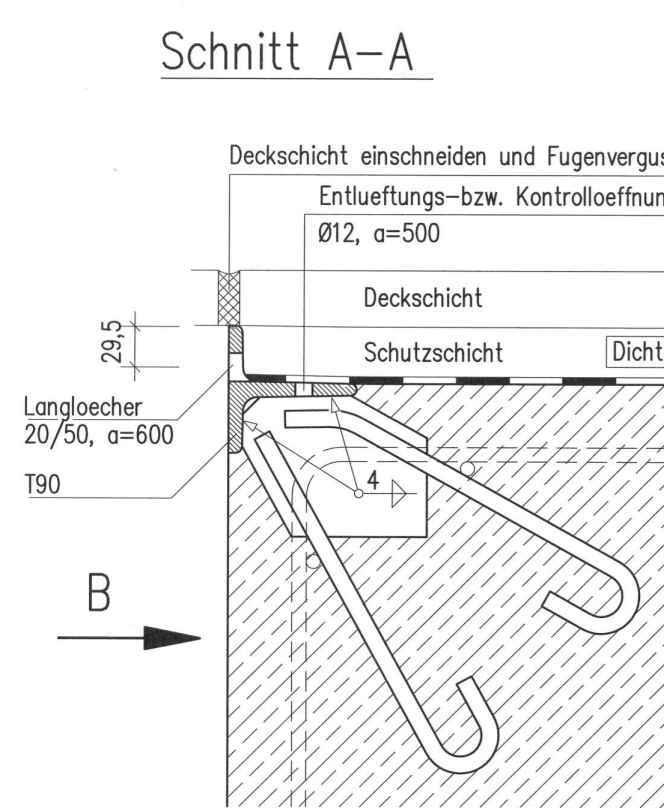 Schnitt A-A
Deckschicht einschneiden und Fugenvergus
Entlueftungs-bzw. Kontrolloeffnun
Ø12, a=500
Deckschicht
29,5
Schutzschicht
Dicht
Langloecher
20/50, a=600
T90
4
B